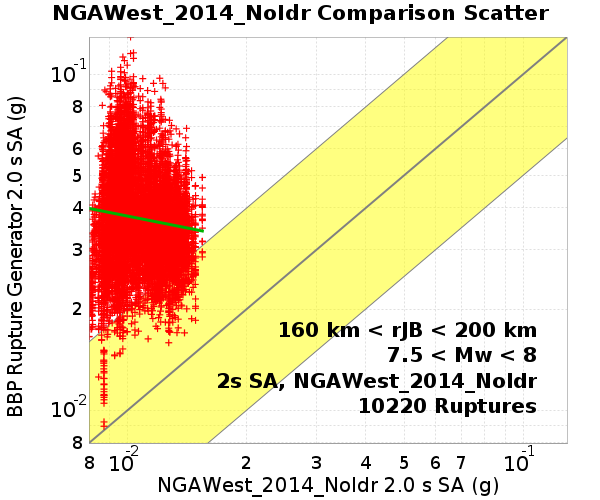 NGAWest_2014_NoIdr Comparison Scatter
BBP Rupture Generator 2.0 s SA (g)
10-1
8
6
5
4
3
2
10-2
8
160 km < rJB < 200 km
7.5 < Mw < 8
2s SA, NGAWest_2014_NoIdr
10220 Ruptures
8 10-2 2 3 4 5 6 7 10-1
NGAWest_2014_NoIdr 2.0 s SA (g)